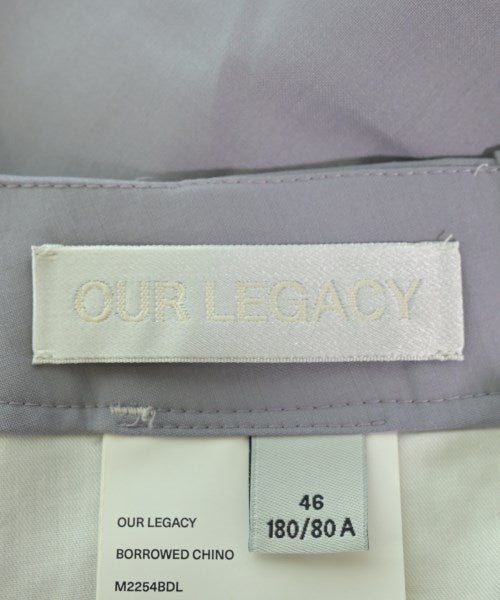 OUR LEGACY
46
180/80 A
OUR LEGACY
BORROWED CHINO
M2254BDL